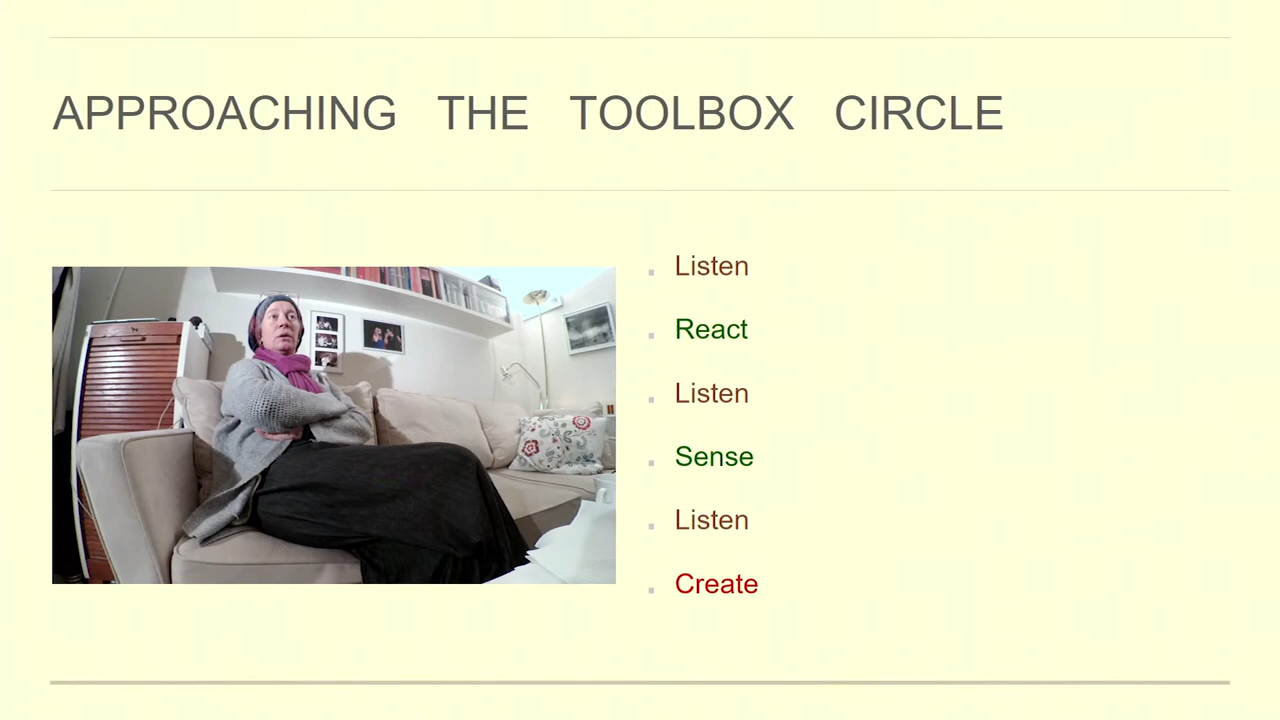 APPROACHING THE TOOLBOX CIRCLE
Listen
React
Listen
Sense
Listen
Create